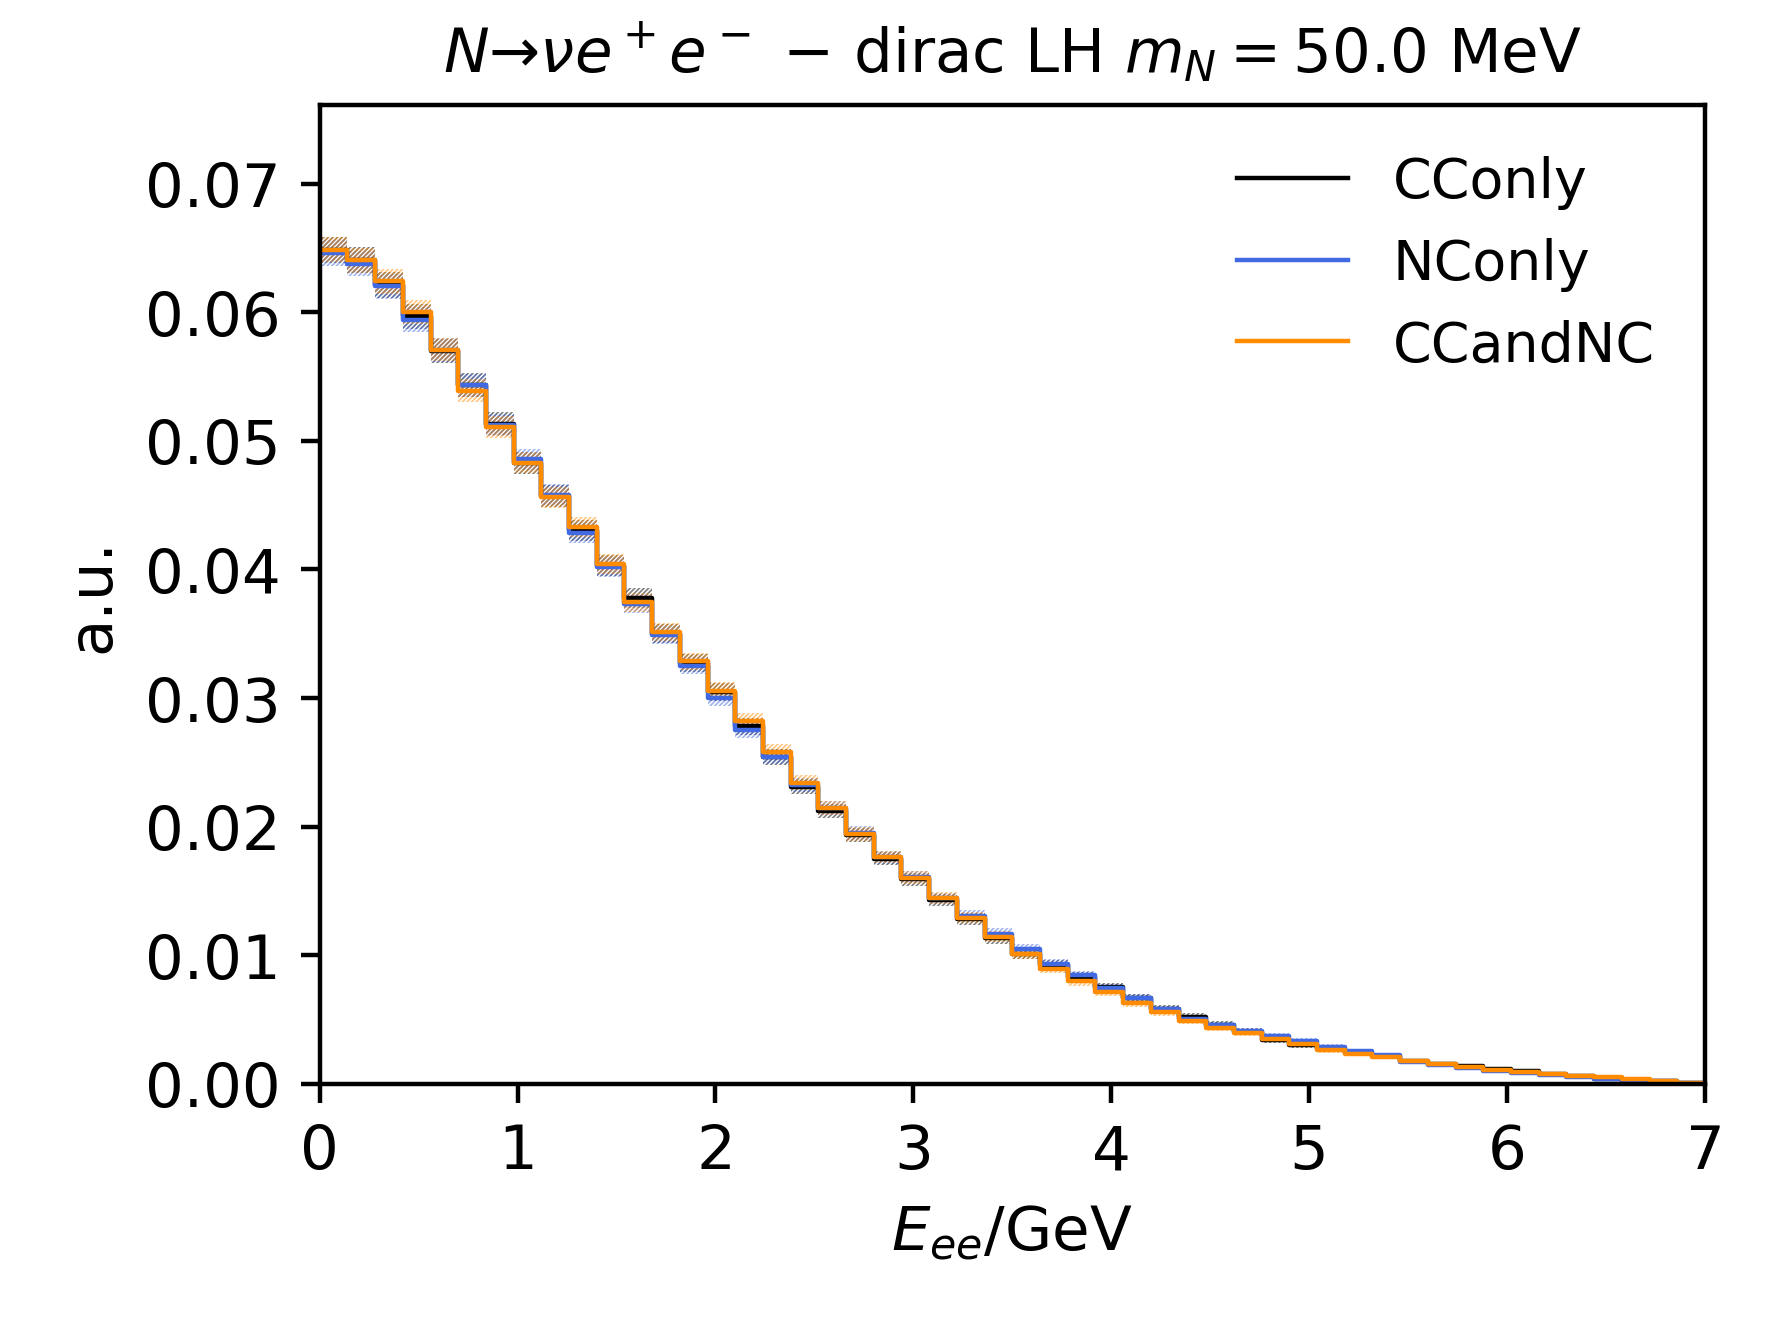 N→νe⁺e⁻ − dirac LH m_N = 50.0 MeV
0.07
0.06
0.05
0.04
0.03
0.02
0.01
0.00
a.u.
CConly
NConly
CCandNC
0 1 2 3 4 5 6 7
E_ee/GeV